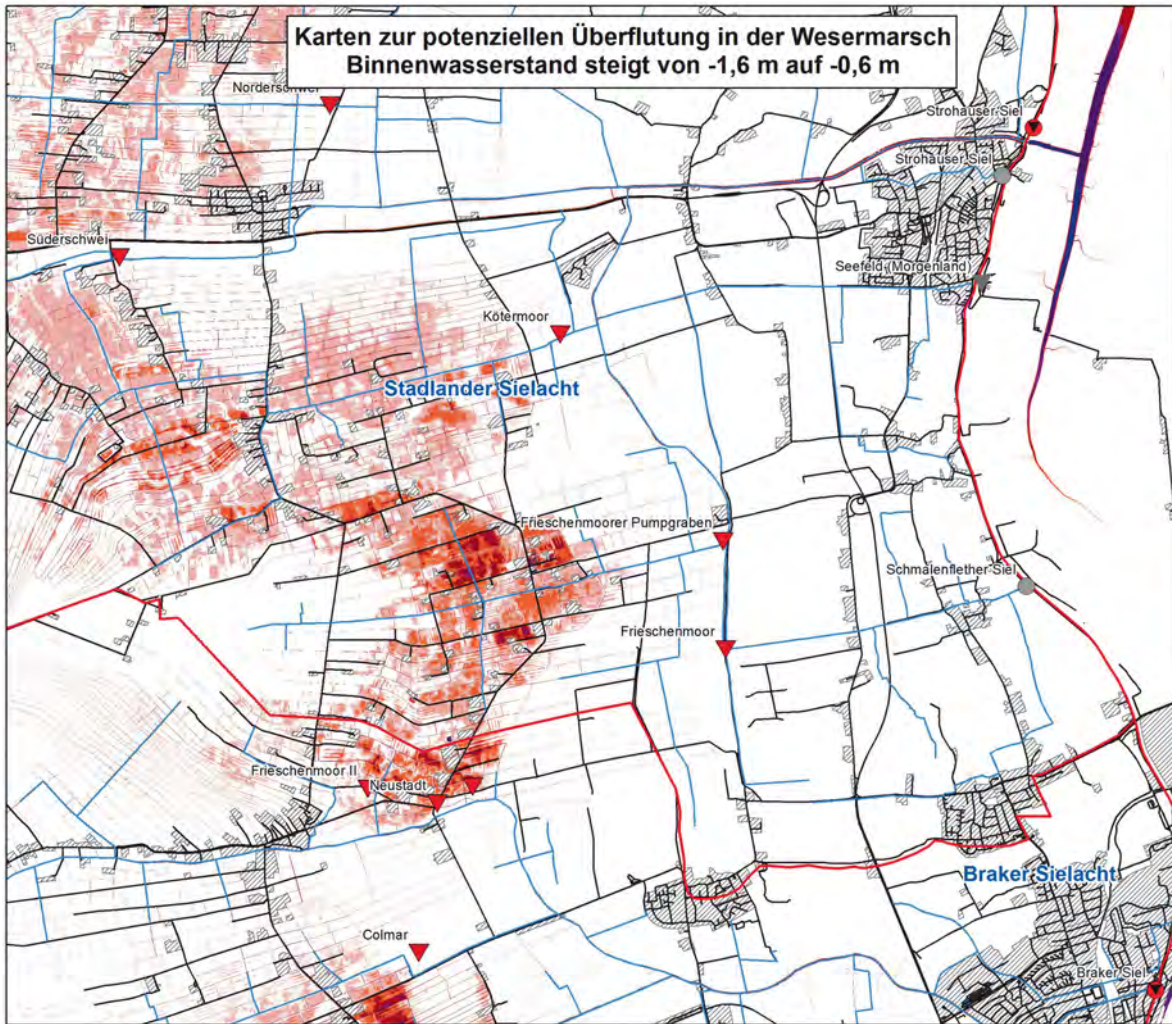 Karten zur potenziellen Überflutung in der Wesermarsch
Binnenwasserstand steigt von -1,6 m auf -0,6 m
Norderschwei
Strohauser Siel
Strohauser Siel
Süderschwei
Seefeld (Morgenland)
Kötermoor
Stadlander Sielacht
Frieschenmoorer Pumpgraben
Schmalenflether Siel
Frieschenmoor
Frieschenmoor II
Neustadt
Braker Sielacht
Colmar
Braker Siel